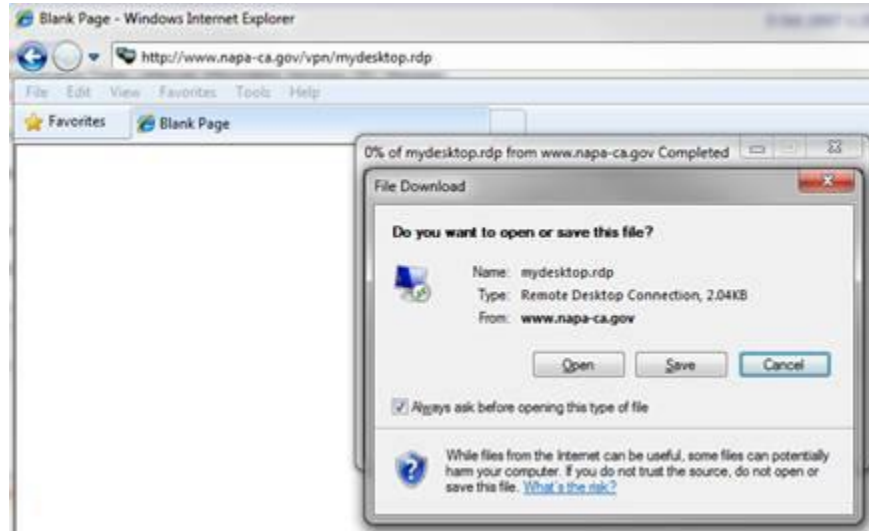 Blank Page - Windows Internet Explorer
http://www.napa-ca.gov/vpn/mydesktop.rdp
File Edit View Favorites Tools Help
Favorites Blank Page
0% of mydesktop.rdp from www.napa-ca.gov Completed
File Download
Do you want to open or save this file?
Name: mydesktop.rdp
Type: Remote Desktop Connection, 2.04KB
From: www.napa-ca.gov
Open Save Cancel
Always ask before opening this type of file
While files from the Internet can be useful, some files can potentially
harm your computer. If you do not trust the source, do not open or
save this file. What's the risk?